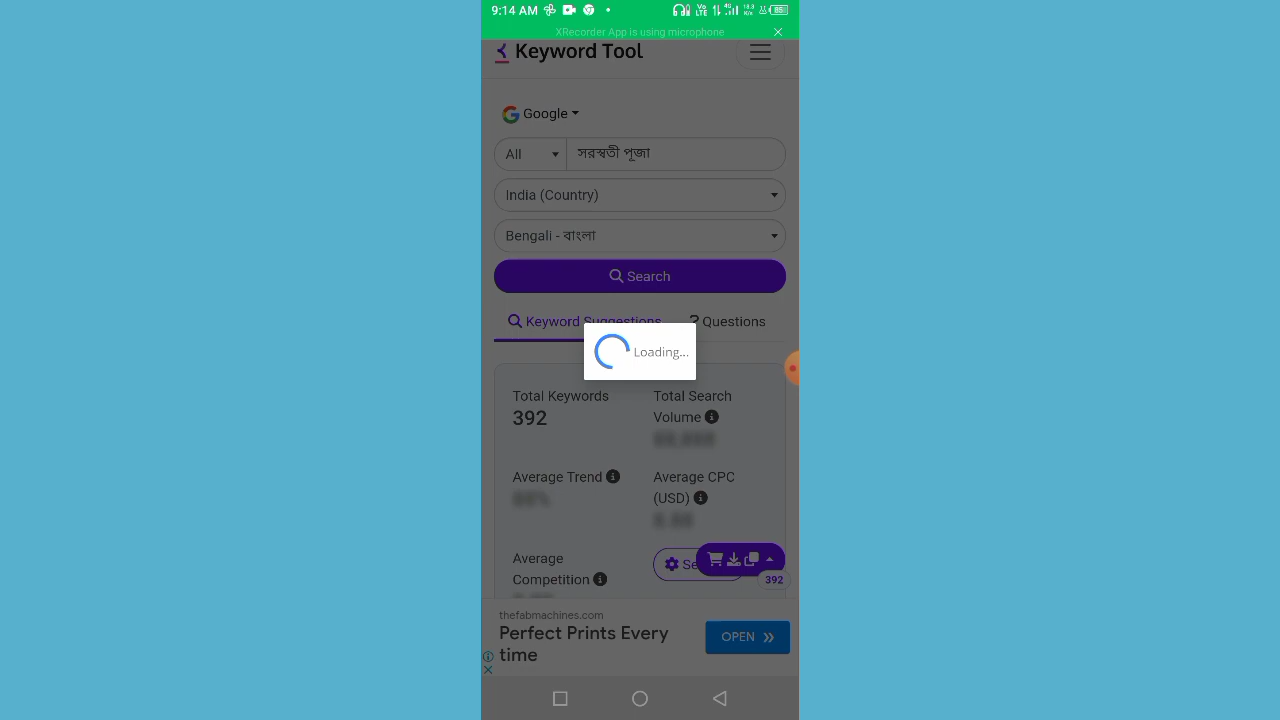 9:14 AM
XRecorder App is using microphone
Keyword Tool
Google
All
সরস্বতী পূজা
India (Country)
Bengali - বাংলা
Search
Keyword Suggestions
? Questions
Loading...
Total Keywords
392
Total Search
Volume
Average Trend
Average CPC
(USD)
Average
Competition
Se
392
thefabmachines.com
Perfect Prints Every
time
OPEN